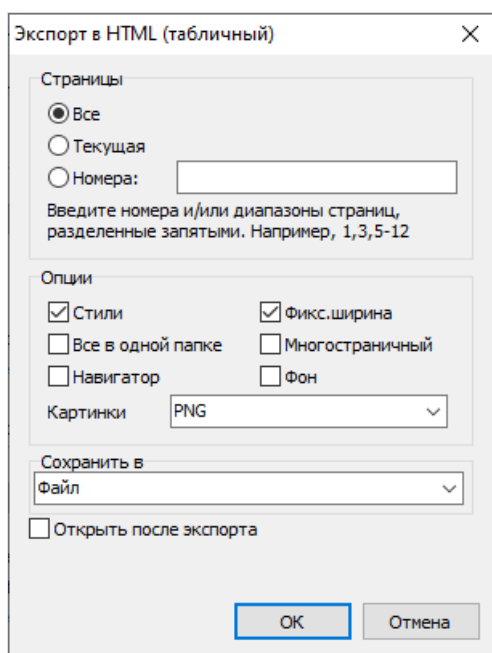 Экспорт в HTML (табличный)
Страницы
Все
Текущая
Номера:
Введите номера и/или диапазоны страниц,
разделенные запятыми. Например, 1,3,5-12
Опции
Стили
Фикс.ширина
Все в одной папке
Многостраничный
Навигатор
Фон
Картинки
PNG
Сохранить в
Файл
Открыть после экспорта
ОК
Отмена